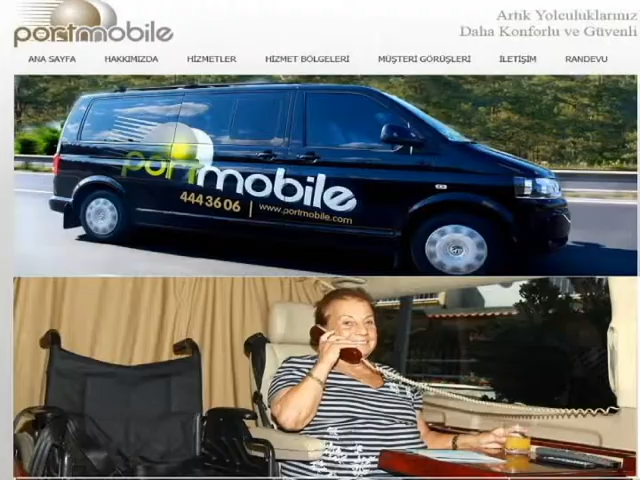 portmobile
Artık Yolculuklarınız
Daha Konforlu ve Güvenli
ANA SAYFA HAKKIMIZDA HİZMETLER HİZMET BÖLGELERİ MÜŞTERİ GÖRÜŞLERİ İLETİŞİM RANDEVU
portmobile
444 36 06 | www.portmobile.com